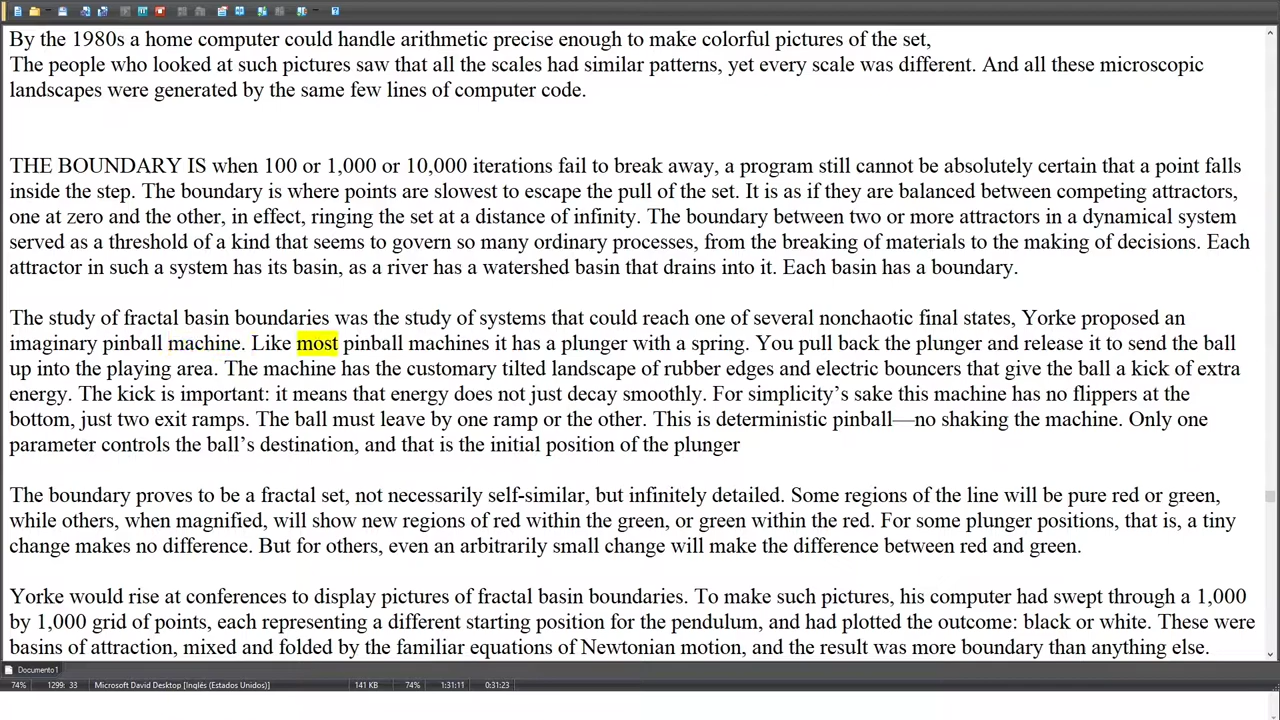 By the 1980s a home computer could handle arithmetic precise enough to make colorful pictures of the set,
The people who looked at such pictures saw that all the scales had similar patterns, yet every scale was different. And all these microscopic
landscapes were generated by the same few lines of computer code.
THE BOUNDARY IS when 100 or 1,000 or 10,000 iterations fail to break away, a program still cannot be absolutely certain that a point falls
inside the step. The boundary is where points are slowest to escape the pull of the set. It is as if they are balanced between competing attractors,
one at zero and the other, in effect, ringing the set at a distance of infinity. The boundary between two or more attractors in a dynamical system
served as a threshold of a kind that seems to govern so many ordinary processes, from the breaking of materials to the making of decisions. Each
attractor in such a system has its basin, as a river has a watershed basin that drains into it. Each basin has a boundary.
The study of fractal basin boundaries was the study of systems that could reach one of several nonchaotic final states, Yorke proposed an
imaginary pinball machine. Like most pinball machines it has a plunger with a spring. You pull back the plunger and release it to send the ball
up into the playing area. The machine has the customary tilted landscape of rubber edges and electric bouncers that give the ball a kick of extra
energy. The kick is important: it means that energy does not just decay smoothly. For simplicity’s sake this machine has no flippers at the
bottom, just two exit ramps. The ball must leave by one ramp or the other. This is deterministic pinball—no shaking the machine. Only one
parameter controls the ball’s destination, and that is the initial position of the plunger
The boundary proves to be a fractal set, not necessarily self-similar, but infinitely detailed. Some regions of the line will be pure red or green,
while others, when magnified, will show new regions of red within the green, or green within the red. For some plunger positions, that is, a tiny
change makes no difference. But for others, even an arbitrarily small change will make the difference between red and green.
Yorke would rise at conferences to display pictures of fractal basin boundaries. To make such pictures, his computer had swept through a 1,000
by 1,000 grid of points, each representing a different starting position for the pendulum, and had plotted the outcome: black or white. These were
basins of attraction, mixed and folded by the familiar equations of Newtonian motion, and the result was more boundary than anything else.
Documento1
74% 1299: 33 Microsoft David Desktop [Inglés (Estados Unidos)] 141 KB 74% 1:31:11 0:31:23